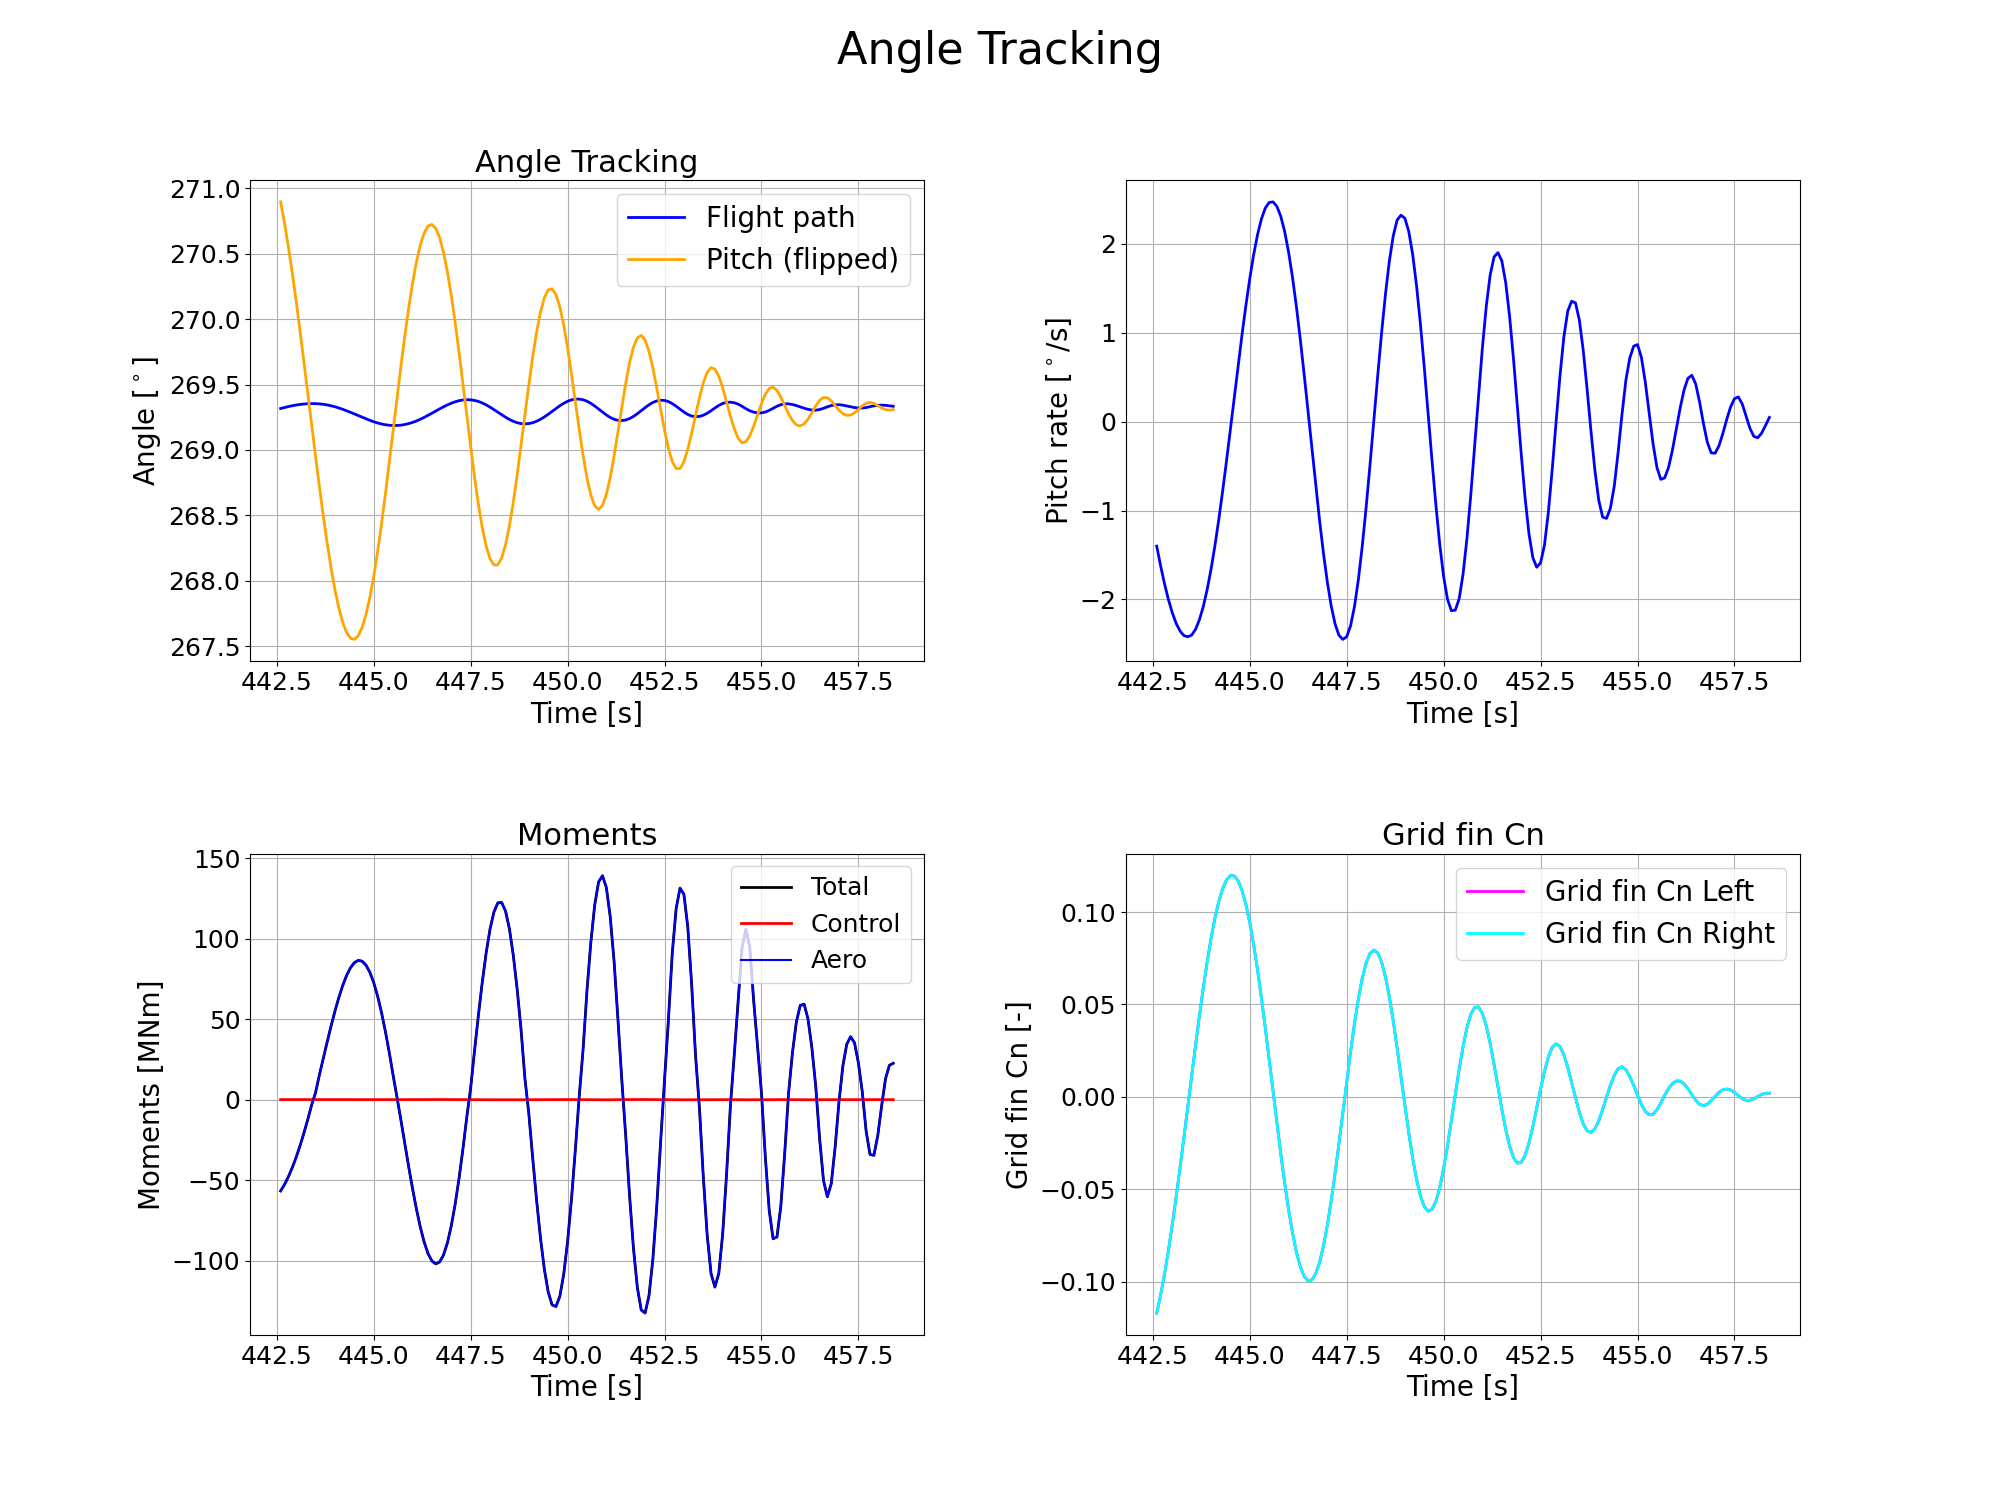 Angle Tracking
Angle Tracking
271.0
270.5
270.0
269.5
269.0
268.5
268.0
267.5
Angle [°]
Flight path
Pitch (flipped)
442.5 445.0 447.5 450.0 452.5 455.0 457.5
Time [s]
2
1
0
−1
−2
Pitch rate [°/s]
442.5 445.0 447.5 450.0 452.5 455.0 457.5
Time [s]
Moments
150
100
50
0
−50
−100
Moments [MNm]
Total
Control
Aero
442.5 445.0 447.5 450.0 452.5 455.0 457.5
Time [s]
Grid fin Cn
0.10
0.05
0.00
−0.05
−0.10
Grid fin Cn [-]
Grid fin Cn Left
Grid fin Cn Right
442.5 445.0 447.5 450.0 452.5 455.0 457.5
Time [s]